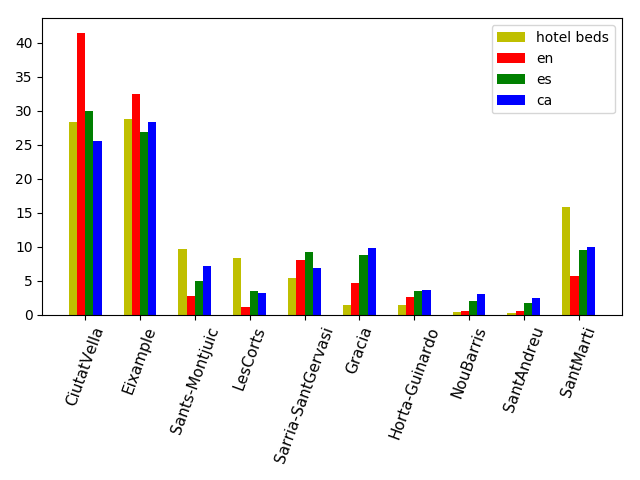 hotel beds
en
es
ca
40
35
30
25
20
15
10
5
0
CiutatVella
Eixample
Sants-Montjuic
LesCorts
Sarria-SantGervasi
Gracia
Horta-Guinardo
NouBarris
SantAndreu
SantMarti